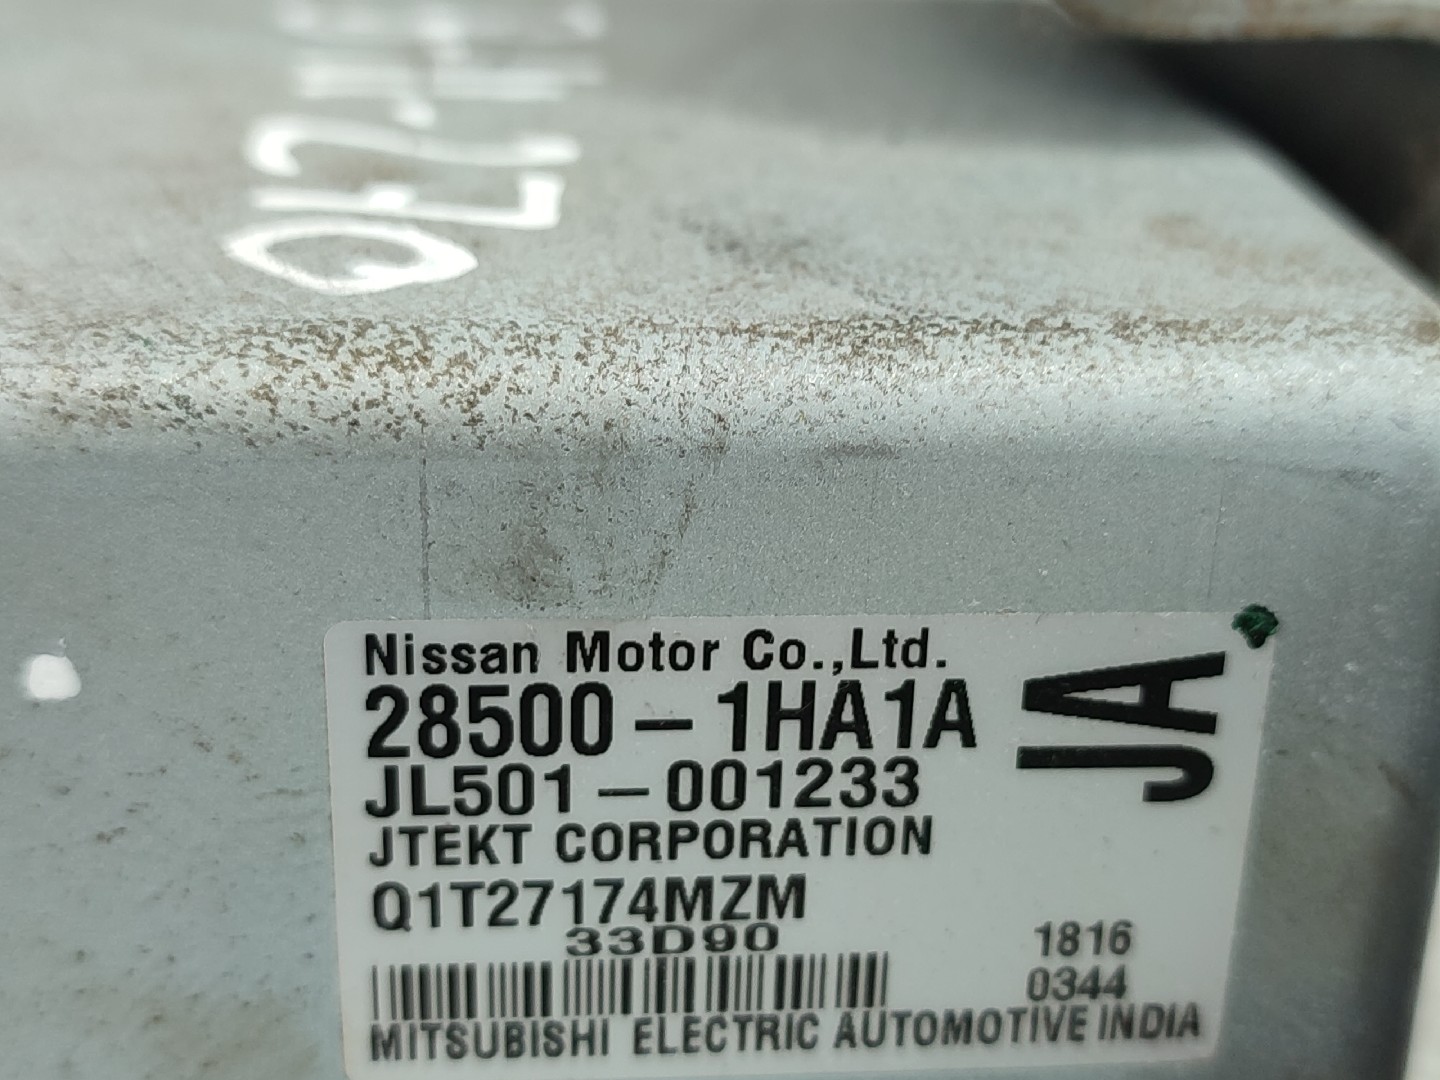 Nissan Motor Co.,Ltd.
28500-1HA1A
JL501-001233
JTEKT CORPORATION
Q1T27174MZM
33D90
1816
0344
MITSUBISHI ELECTRIC AUTOMOTIVE INDIA
JA